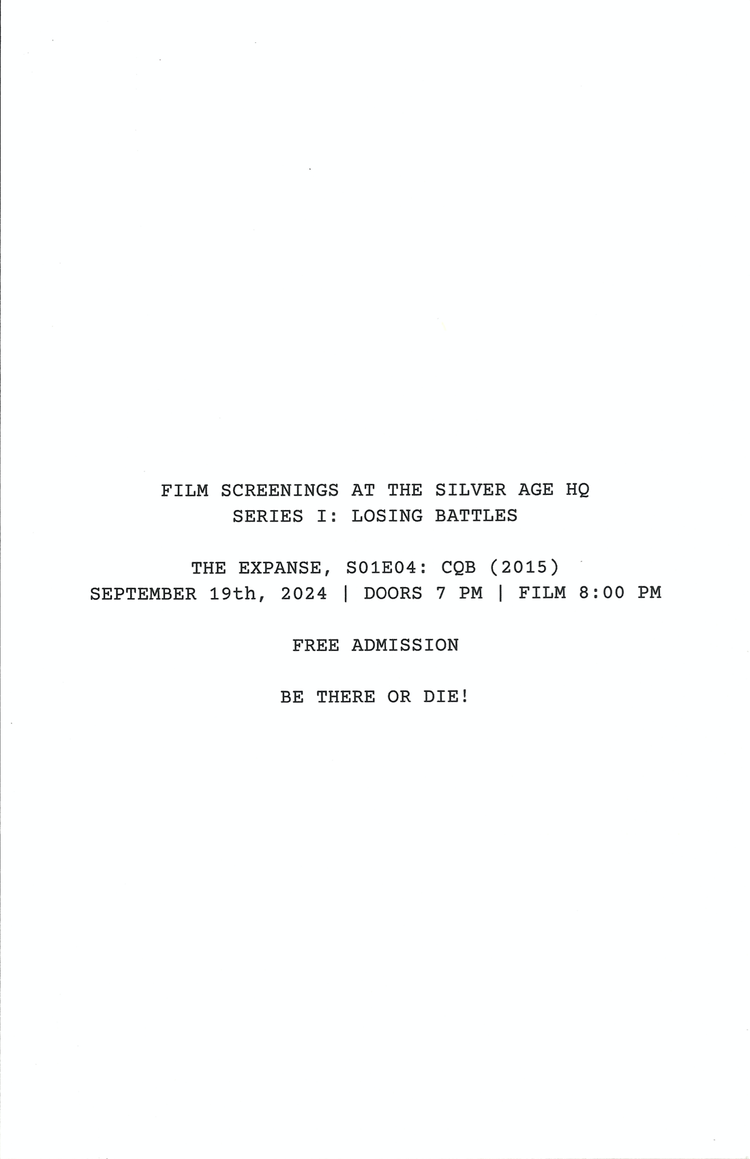 FILM SCREENINGS AT THE SILVER AGE HQ
SERIES I: LOSING BATTLES
THE EXPANSE, S01E04: CQB (2015)
SEPTEMBER 19th, 2024 | DOORS 7 PM | FILM 8:00 PM
FREE ADMISSION
BE THERE OR DIE!